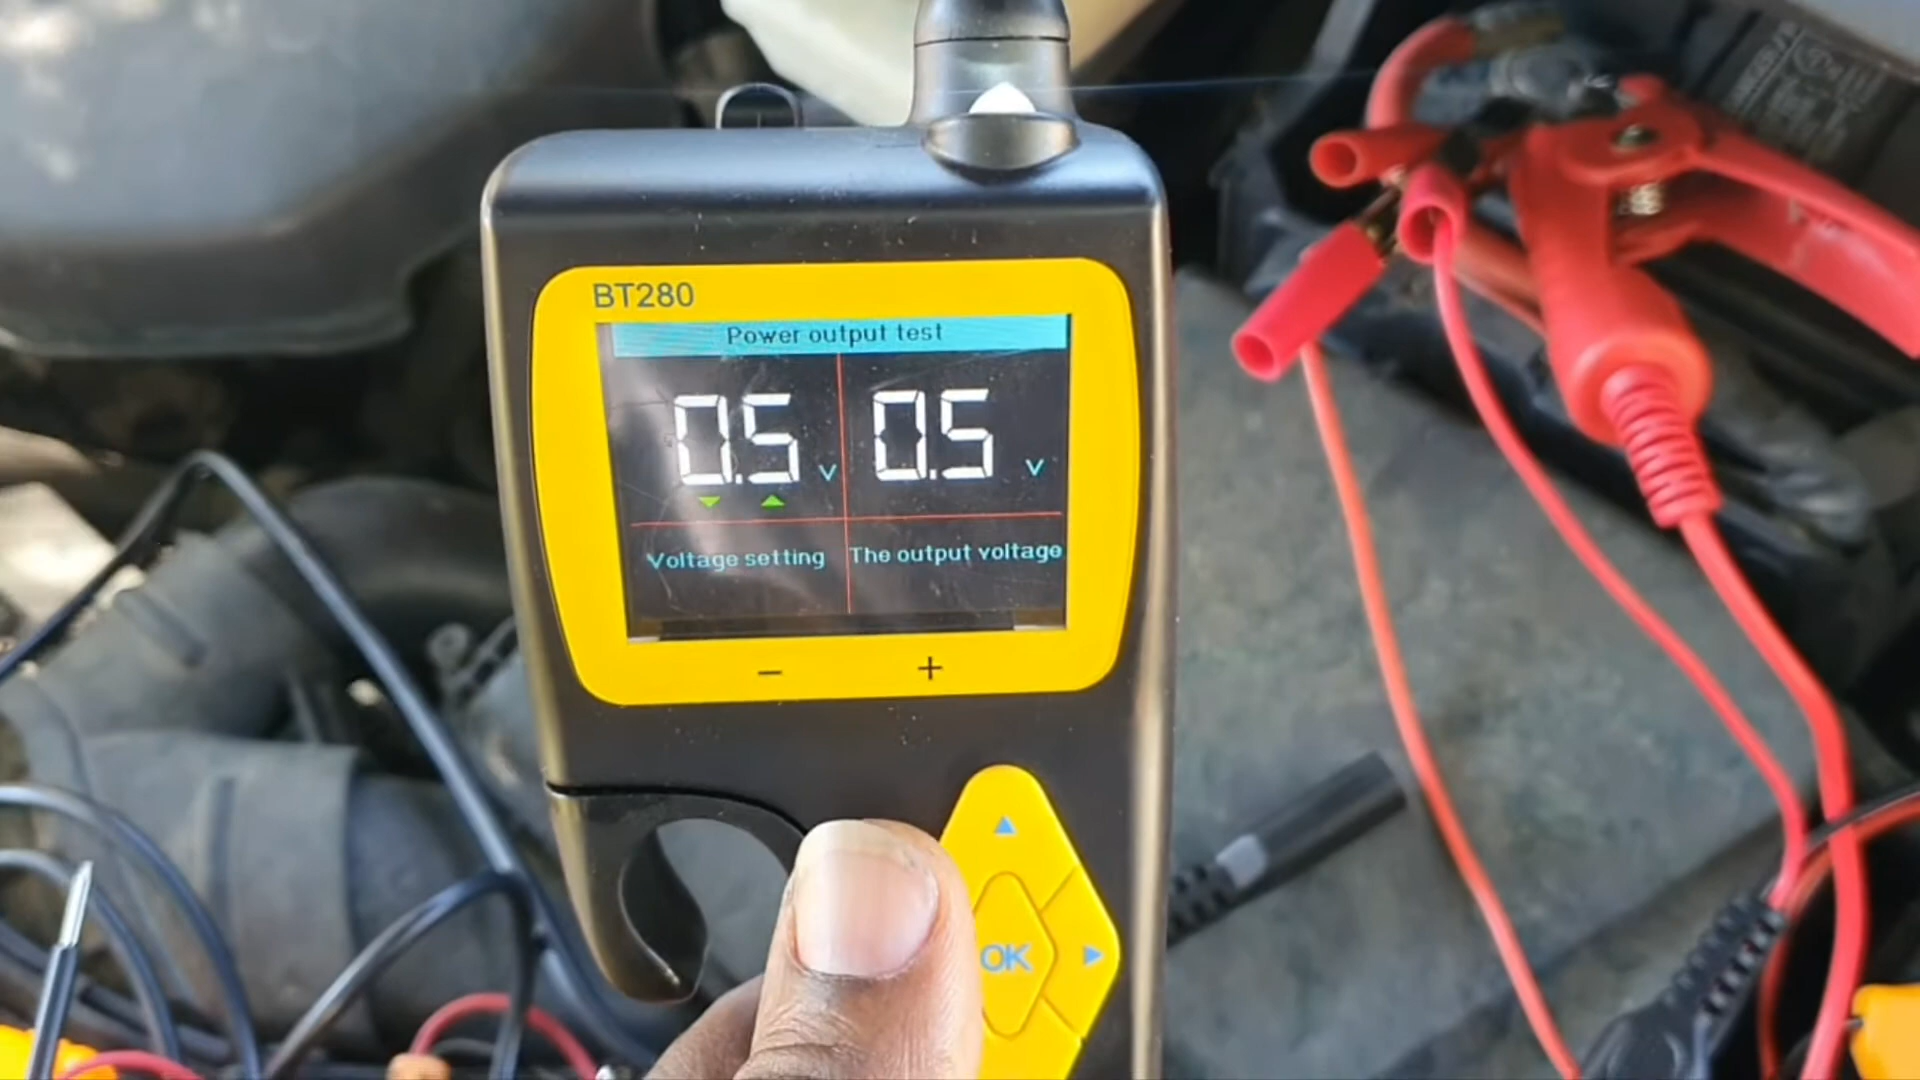 BT280
Power output test
0.5 V 0.5 V
Voltage setting The output voltage
− +
OK